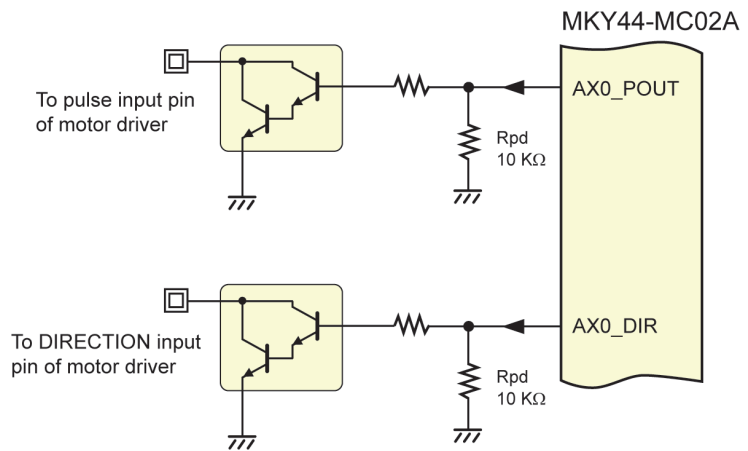 MKY44-MC02A
AX0_POUT
To pulse input pin
of motor driver
Rpd
10 KΩ
AX0_DIR
To DIRECTION input
pin of motor driver
Rpd
10 KΩ